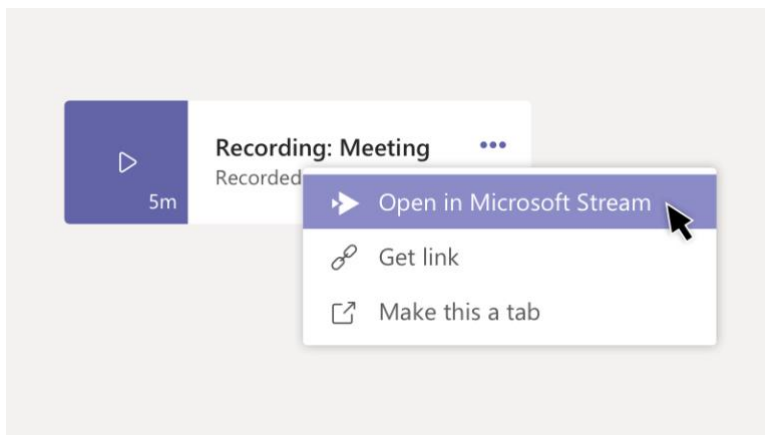 Recording: Meeting
Recorded
5m
Open in Microsoft Stream
Get link
Make this a tab